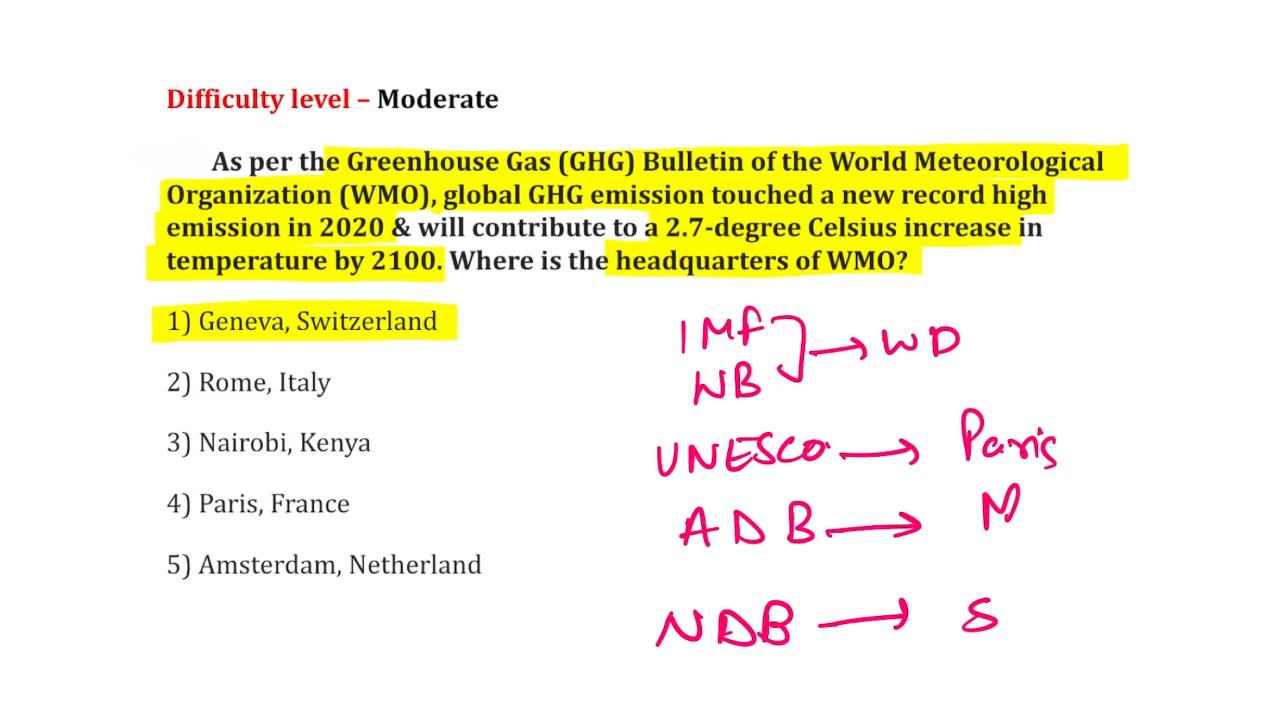 Difficulty level – Moderate
As per the Greenhouse Gas (GHG) Bulletin of the World Meteorological
Organization (WMO), global GHG emission touched a new record high
emission in 2020 & will contribute to a 2.7-degree Celsius increase in
temperature by 2100. Where is the headquarters of WMO?
1) Geneva, Switzerland
2) Rome, Italy
3) Nairobi, Kenya
4) Paris, France
5) Amsterdam, Netherland
IMF
WB → WD
UNESCO → Paris
ADB → M
NDB → S